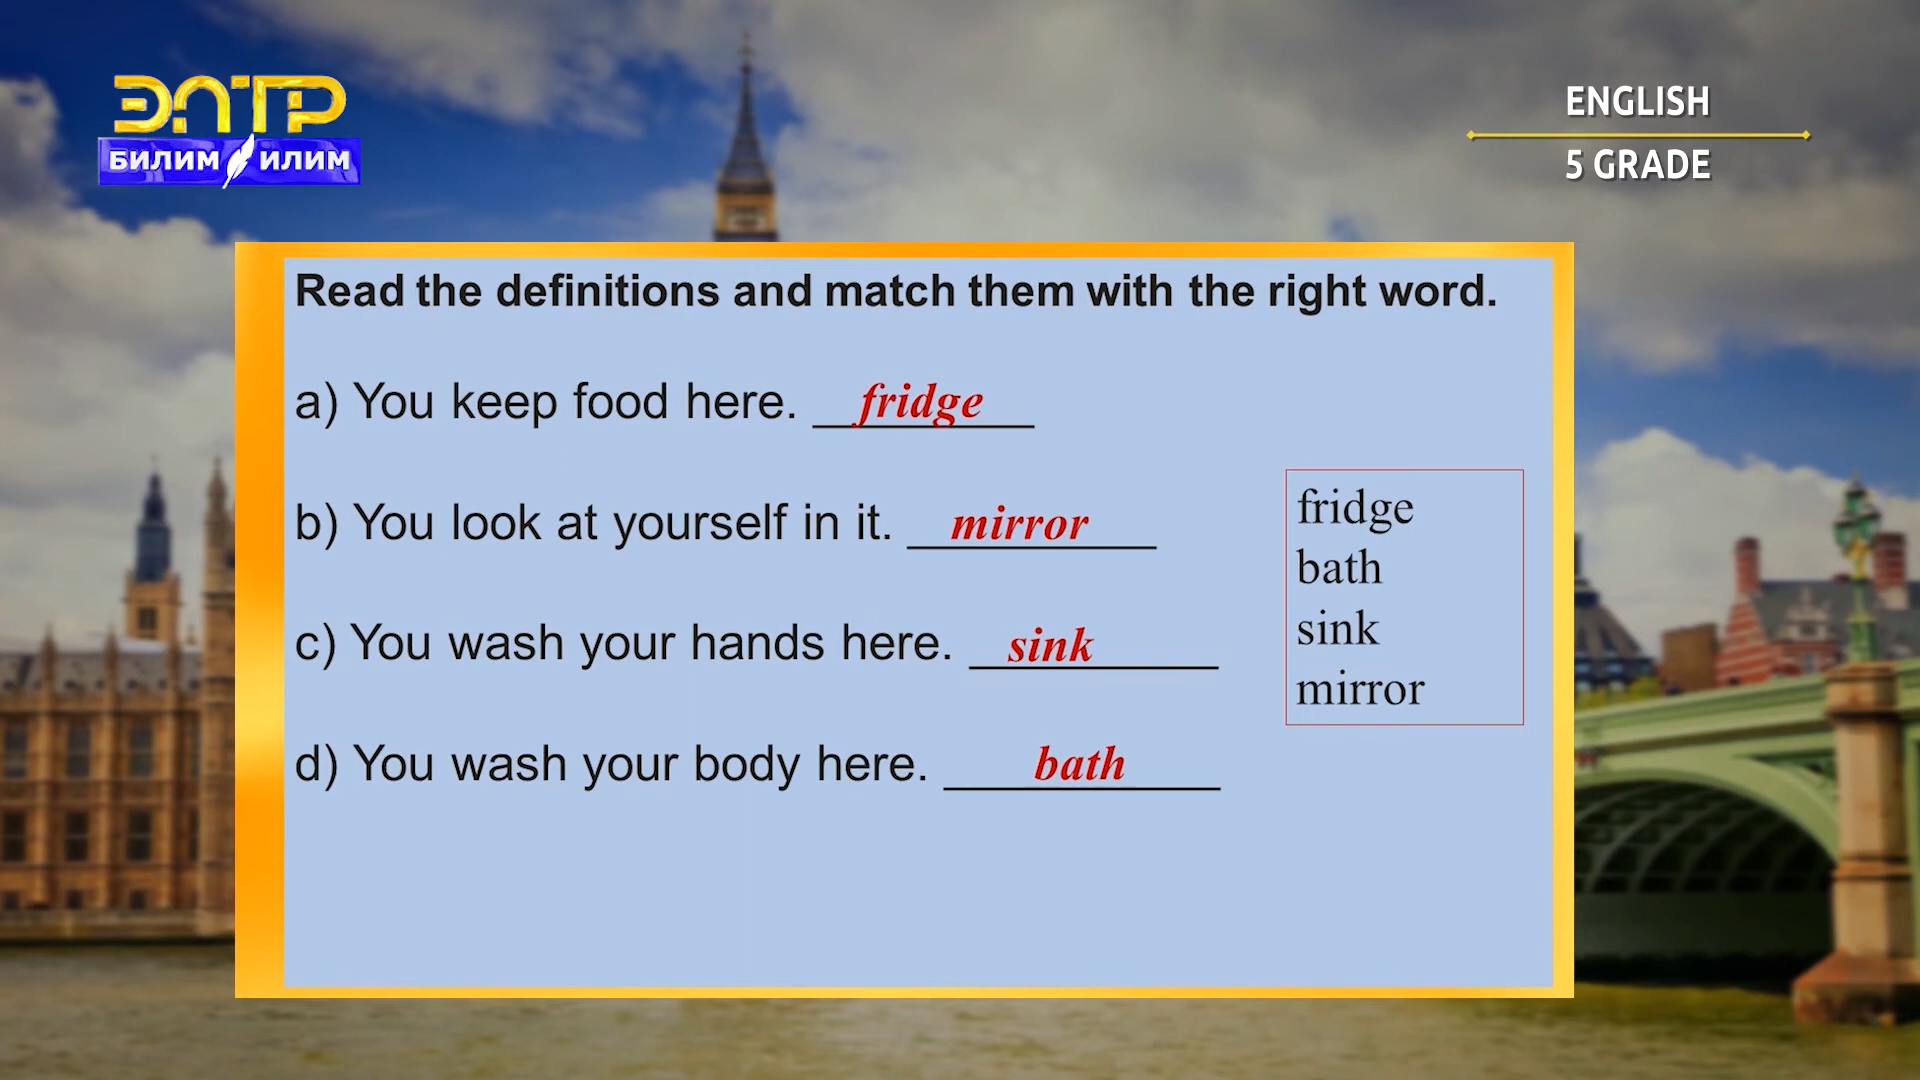 ЭЛТР
БИЛИМ ИЛИМ
ENGLISH
5 GRADE
Read the definitions and match them with the right word.
a) You keep food here. fridge
b) You look at yourself in it. mirror
c) You wash your hands here. sink
d) You wash your body here. bath
fridge
bath
sink
mirror